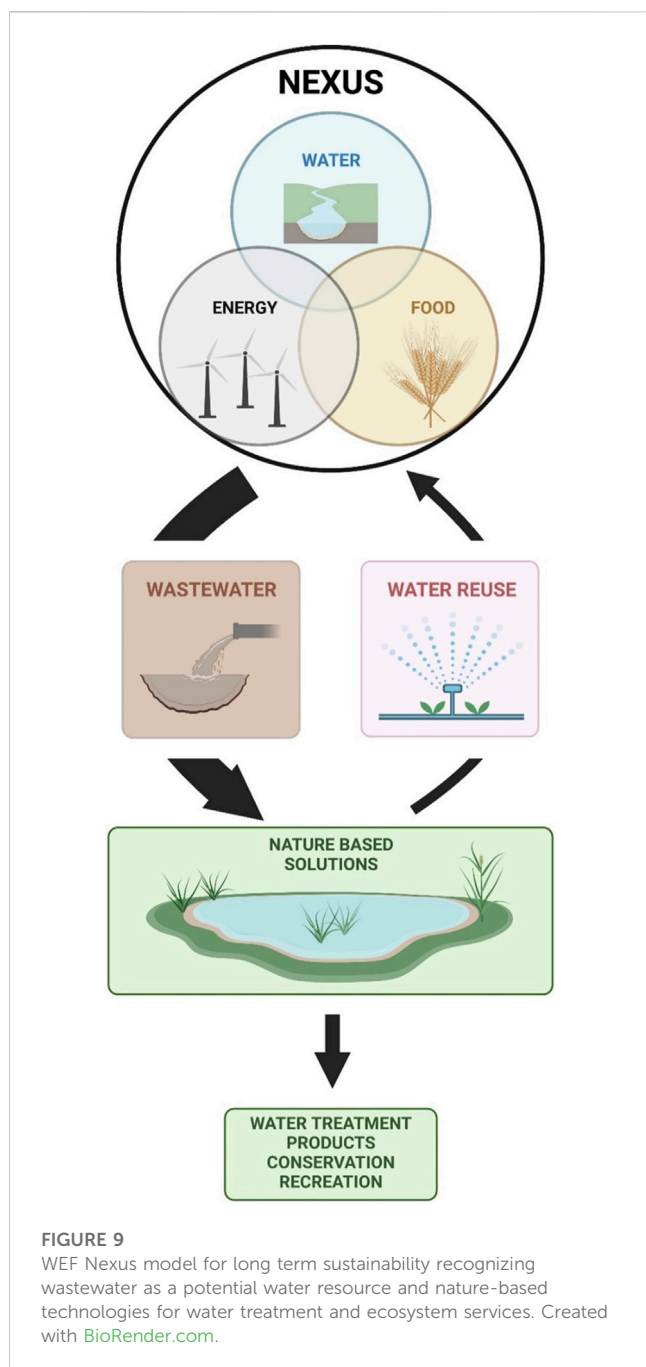 NEXUS
WATER
ENERGY
FOOD
WASTEWATER
WATER REUSE
NATURE BASED
SOLUTIONS
WATER TREATMENT
PRODUCTS
CONSERVATION
RECREATION
FIGURE 9
WEF Nexus model for long term sustainability recognizing
wastewater as a potential water resource and nature-based
technologies for water treatment and ecosystem services. Created
with BioRender.com.